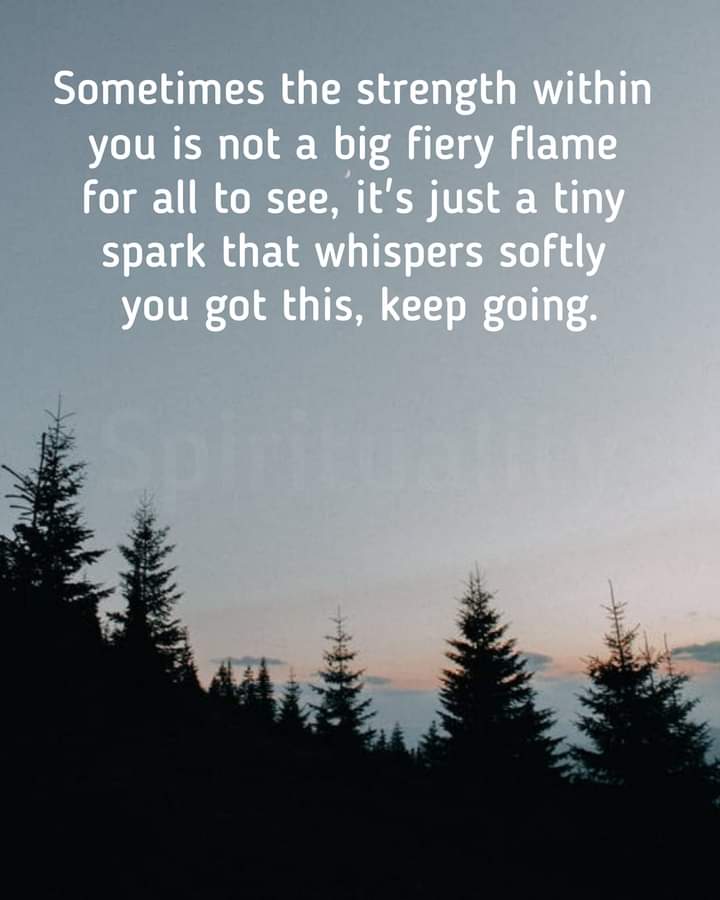 Sometimes the strength within
you is not a big fiery flame
for all to see, it's just a tiny
spark that whispers softly
you got this, keep going.